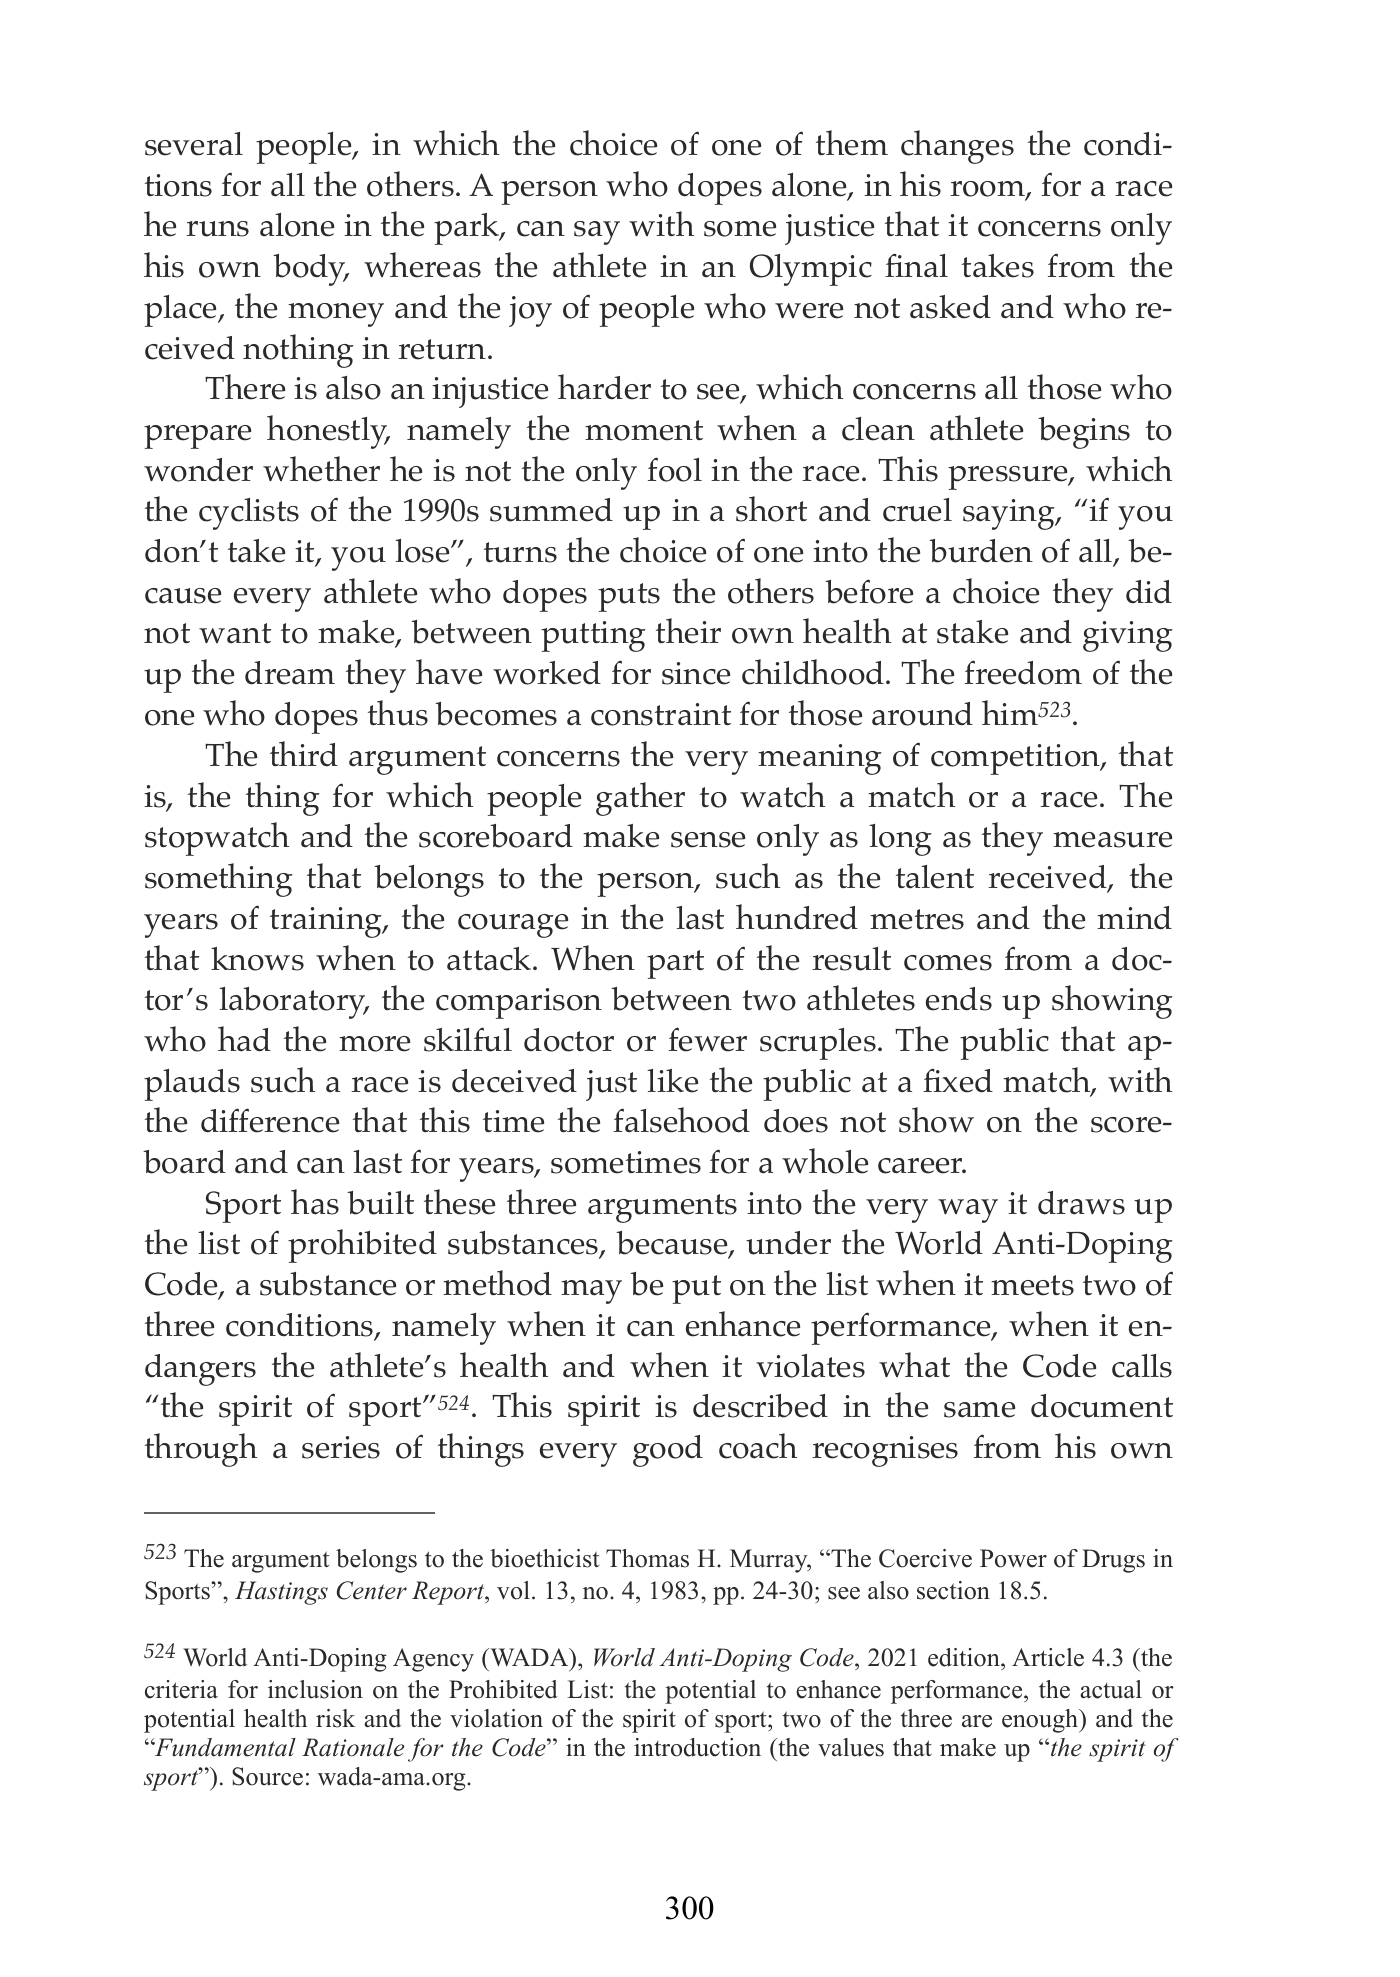 several people, in which the choice of one of them changes the condi-
tions for all the others. A person who dopes alone, in his room, for a race
he runs alone in the park, can say with some justice that it concerns only
his own body, whereas the athlete in an Olympic final takes from the
place, the money and the joy of people who were not asked and who re-
ceived nothing in return.
There is also an injustice harder to see, which concerns all those who
prepare honestly, namely the moment when a clean athlete begins to
wonder whether he is not the only fool in the race. This pressure, which
the cyclists of the 1990s summed up in a short and cruel saying, “if you
don’t take it, you lose”, turns the choice of one into the burden of all, be-
cause every athlete who dopes puts the others before a choice they did
not want to make, between putting their own health at stake and giving
up the dream they have worked for since childhood. The freedom of the
one who dopes thus becomes a constraint for those around him523.
The third argument concerns the very meaning of competition, that
is, the thing for which people gather to watch a match or a race. The
stopwatch and the scoreboard make sense only as long as they measure
something that belongs to the person, such as the talent received, the
years of training, the courage in the last hundred metres and the mind
that knows when to attack. When part of the result comes from a doc-
tor’s laboratory, the comparison between two athletes ends up showing
who had the more skilful doctor or fewer scruples. The public that ap-
plauds such a race is deceived just like the public at a fixed match, with
the difference that this time the falsehood does not show on the score-
board and can last for years, sometimes for a whole career.
Sport has built these three arguments into the very way it draws up
the list of prohibited substances, because, under the World Anti-Doping
Code, a substance or method may be put on the list when it meets two of
three conditions, namely when it can enhance performance, when it en-
dangers the athlete’s health and when it violates what the Code calls
“the spirit of sport”524. This spirit is described in the same document
through a series of things every good coach recognises from his own
523 The argument belongs to the bioethicist Thomas H. Murray, “The Coercive Power of Drugs in
Sports”, Hastings Center Report, vol. 13, no. 4, 1983, pp. 24-30; see also section 18.5.
524 World Anti-Doping Agency (WADA), World Anti-Doping Code, 2021 edition, Article 4.3 (the
criteria for inclusion on the Prohibited List: the potential to enhance performance, the actual or
potential health risk and the violation of the spirit of sport; two of the three are enough) and the
“Fundamental Rationale for the Code” in the introduction (the values that make up “the spirit of
sport”). Source: wada-ama.org.
300